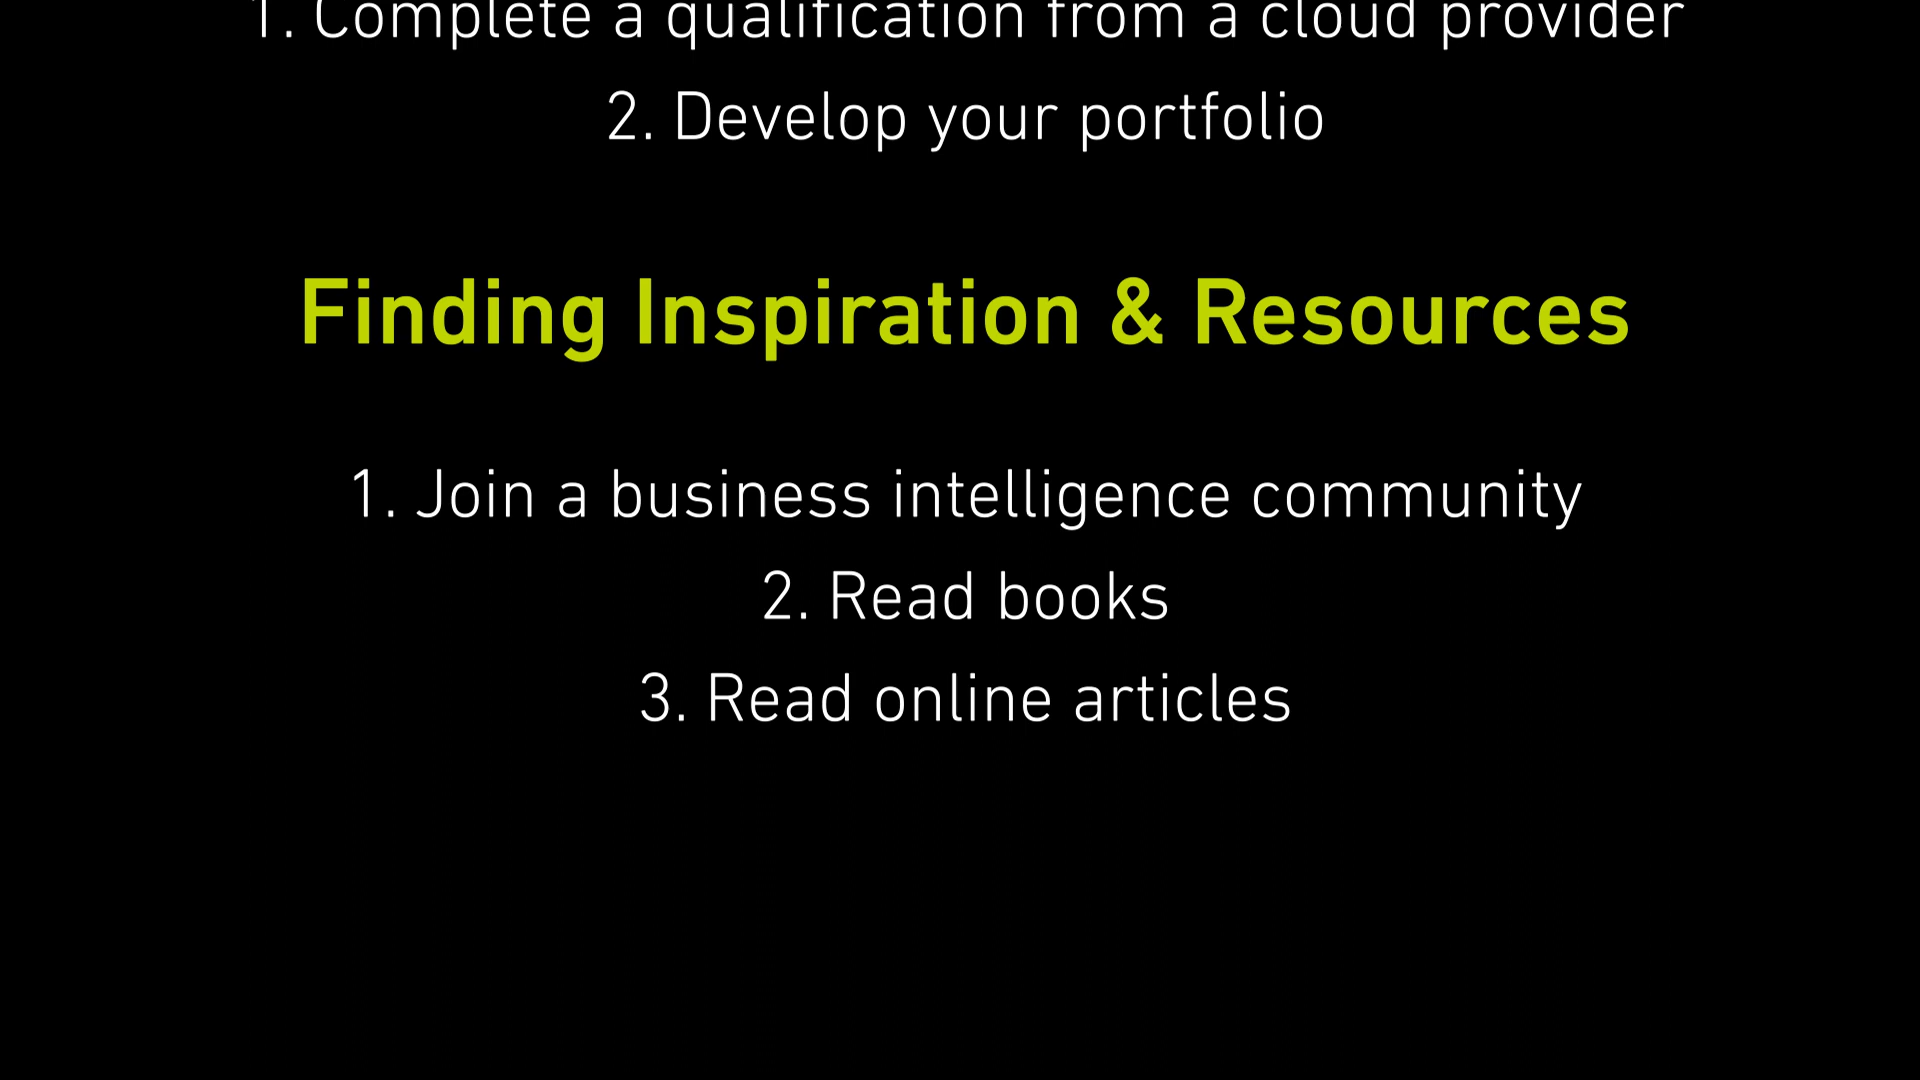 1. Complete a qualification from a cloud provider
2. Develop your portfolio
Finding Inspiration & Resources
1. Join a business intelligence community
2. Read books
3. Read online articles